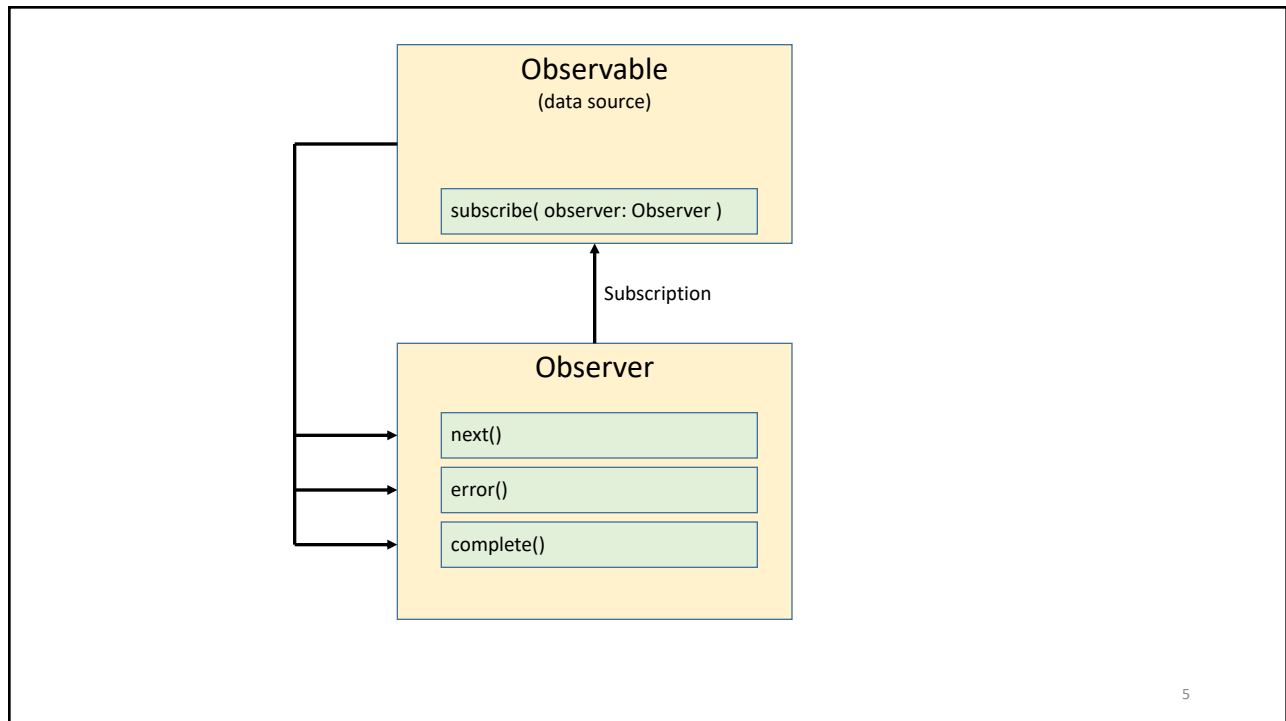 Observable
(data source)
subscribe( observer: Observer )
Subscription
Observer
next()
error()
complete()
5